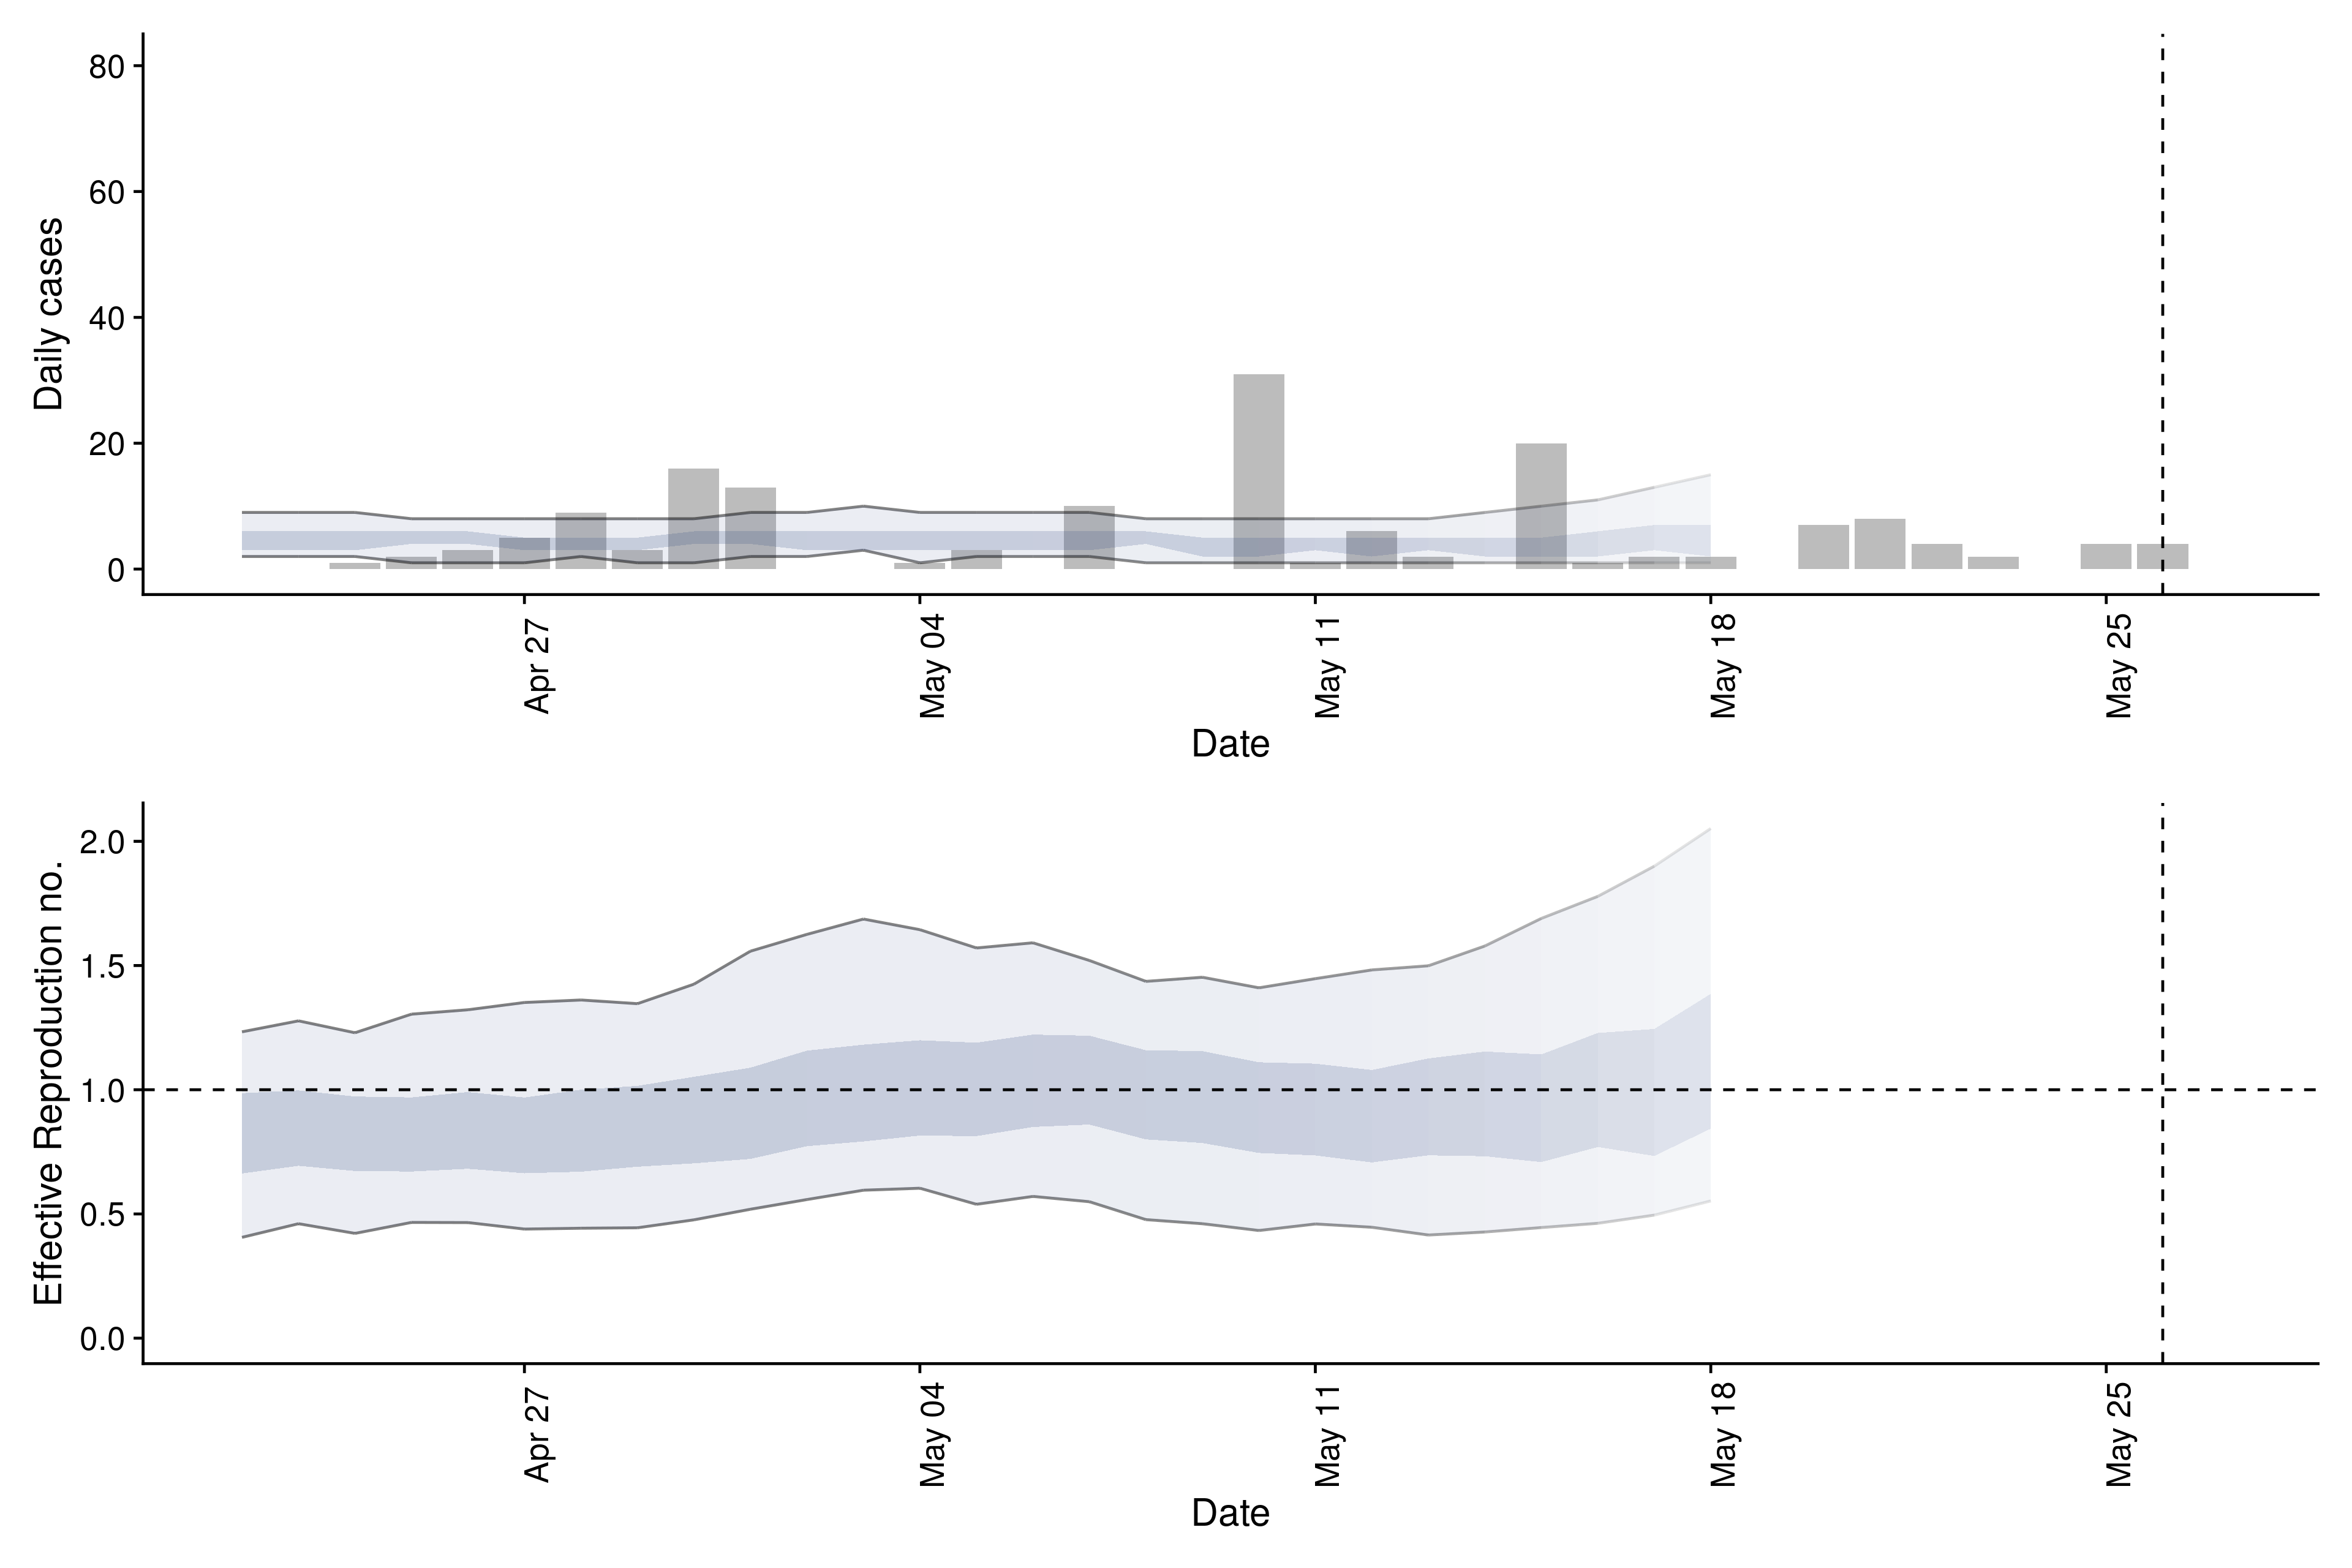 Daily cases
80
60
40
20
0
Apr 27
May 04
May 11
May 18
May 25
Date
Effective Reproduction no.
2.0
1.5
1.0
0.5
0.0
Apr 27
May 04
May 11
May 18
May 25
Date